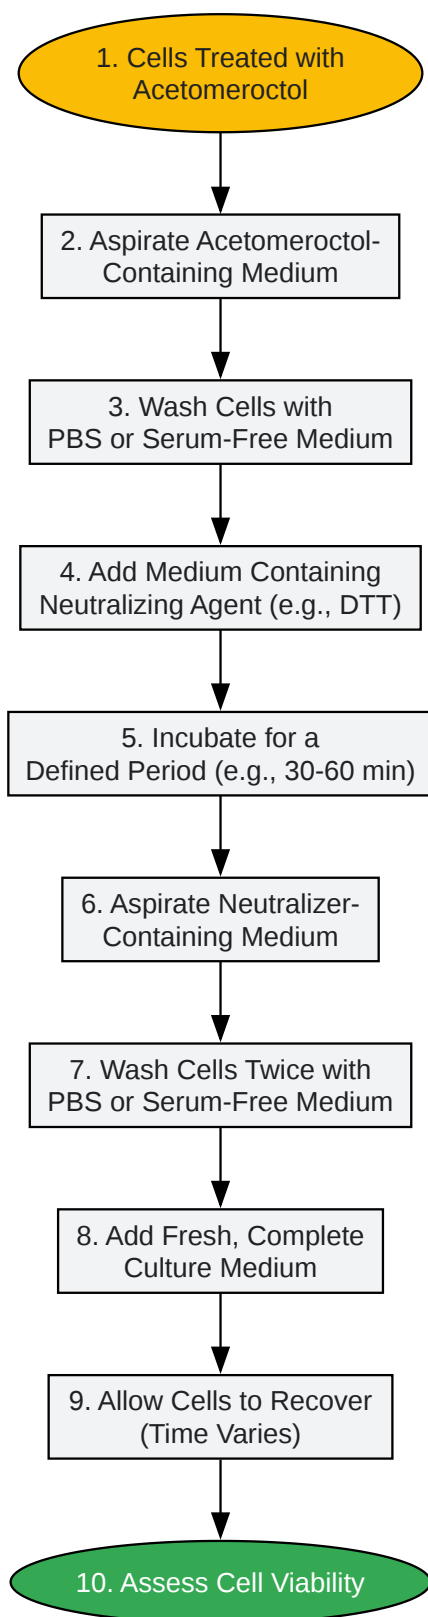 1. Cells Treated with
Acetomeroctol
2. Aspirate Acetomeroctol-
Containing Medium
3. Wash Cells with
PBS or Serum-Free Medium
4. Add Medium Containing
Neutralizing Agent (e.g., DTT)
5. Incubate for a
Defined Period (e.g., 30-60 min)
6. Aspirate Neutralizer-
Containing Medium
7. Wash Cells Twice with
PBS or Serum-Free Medium
8. Add Fresh, Complete
Culture Medium
9. Allow Cells to Recover
(Time Varies)
10. Assess Cell Viability